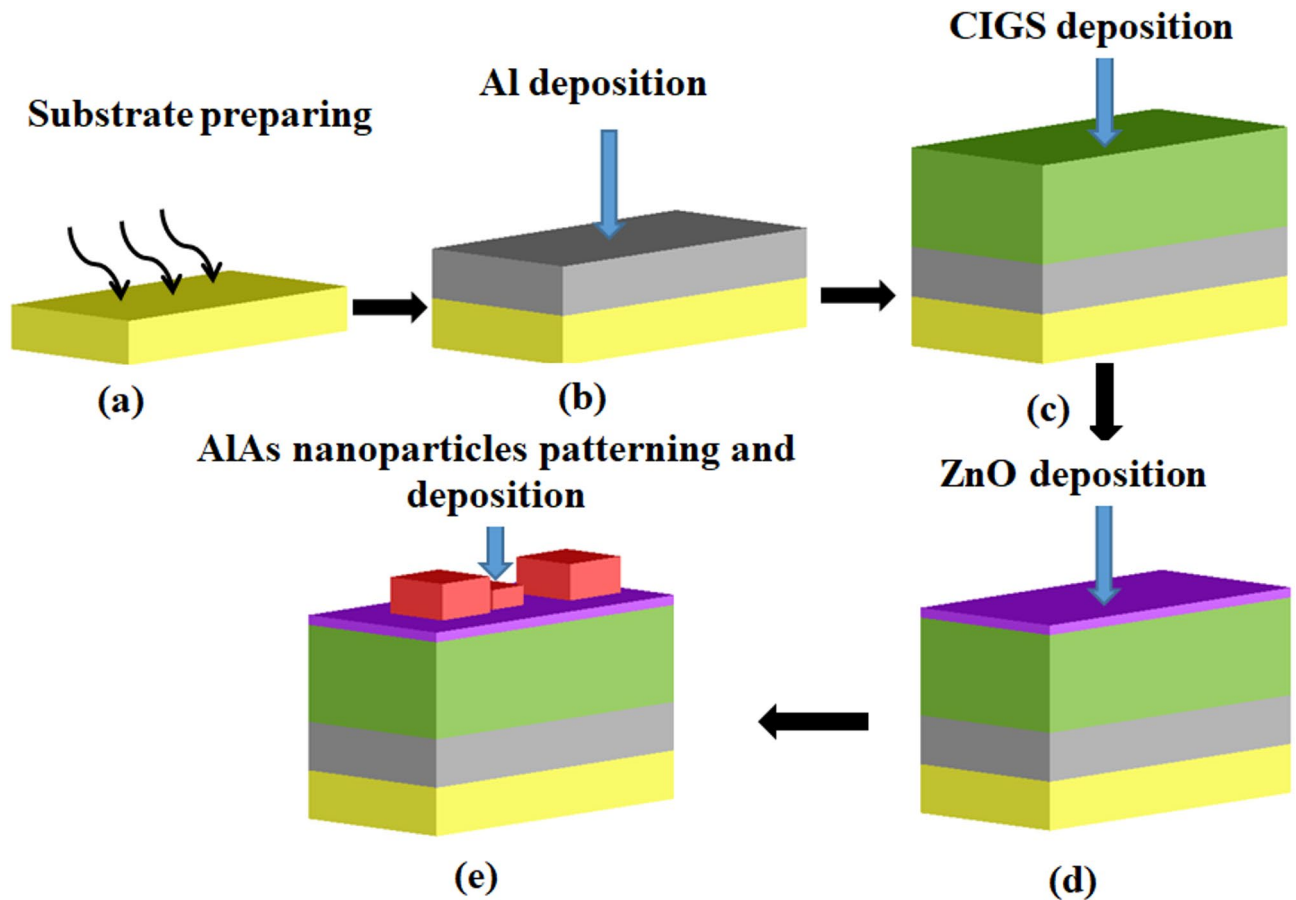 Substrate preparing
(a)
Al deposition
(b)
CIGS deposition
(c)
ZnO deposition
(d)
AlAs nanoparticles patterning and
deposition
(e)